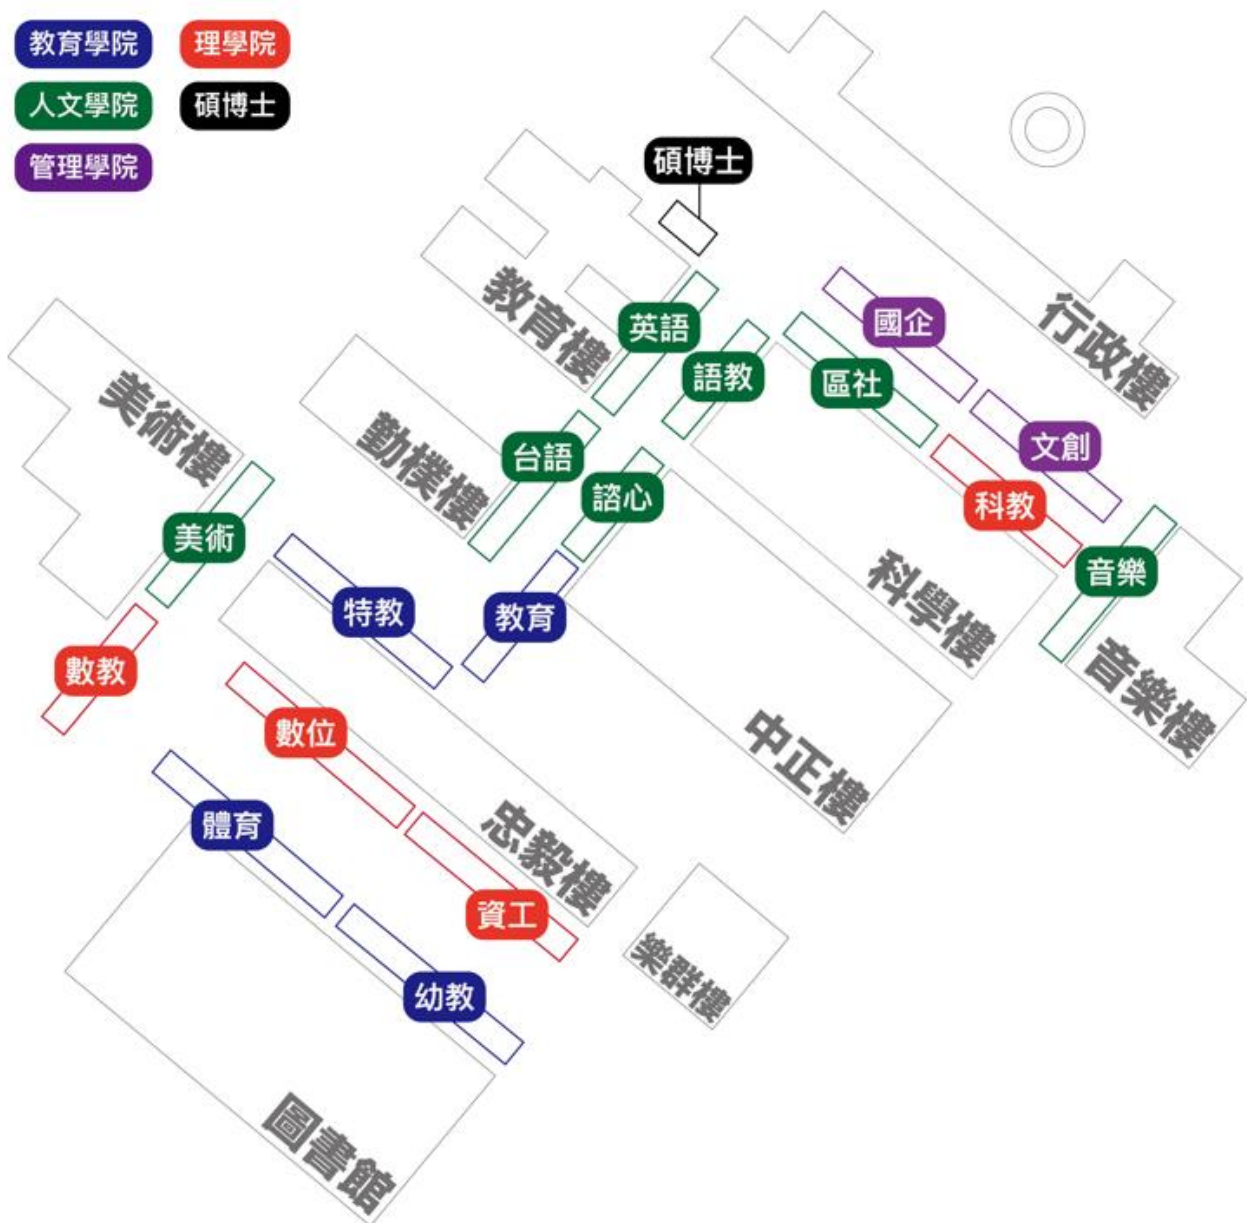 教育學院
理學院
人文學院
碩博士
管理學院
碩博士
行政樓
國企
英語
教育樓
語教
區社
文創
美術樓
勤樸樓
台語
諮心
科教
美術
音樂
特教
教育
科學樓
數教
音樂樓
數位
中正樓
體育
忠毅樓
資工
樂群樓
幼教
圖書館